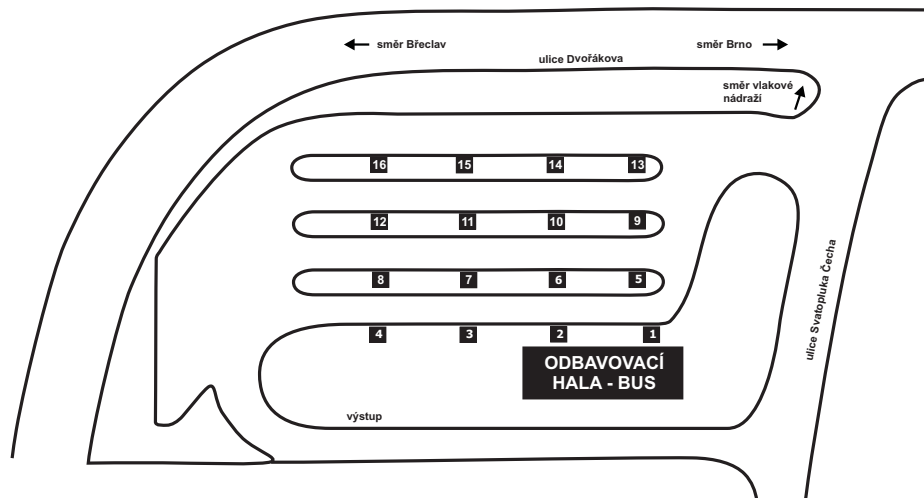 směr Břeclav
směr Brno
ulice Dvořákova
směr vlakové
nádraží
16
15
14
13
12
11
10
9
8
7
6
5
4
3
2
1
ODBAVOVACÍ
HALA - BUS
výstup
ulice Svatopluka Čecha